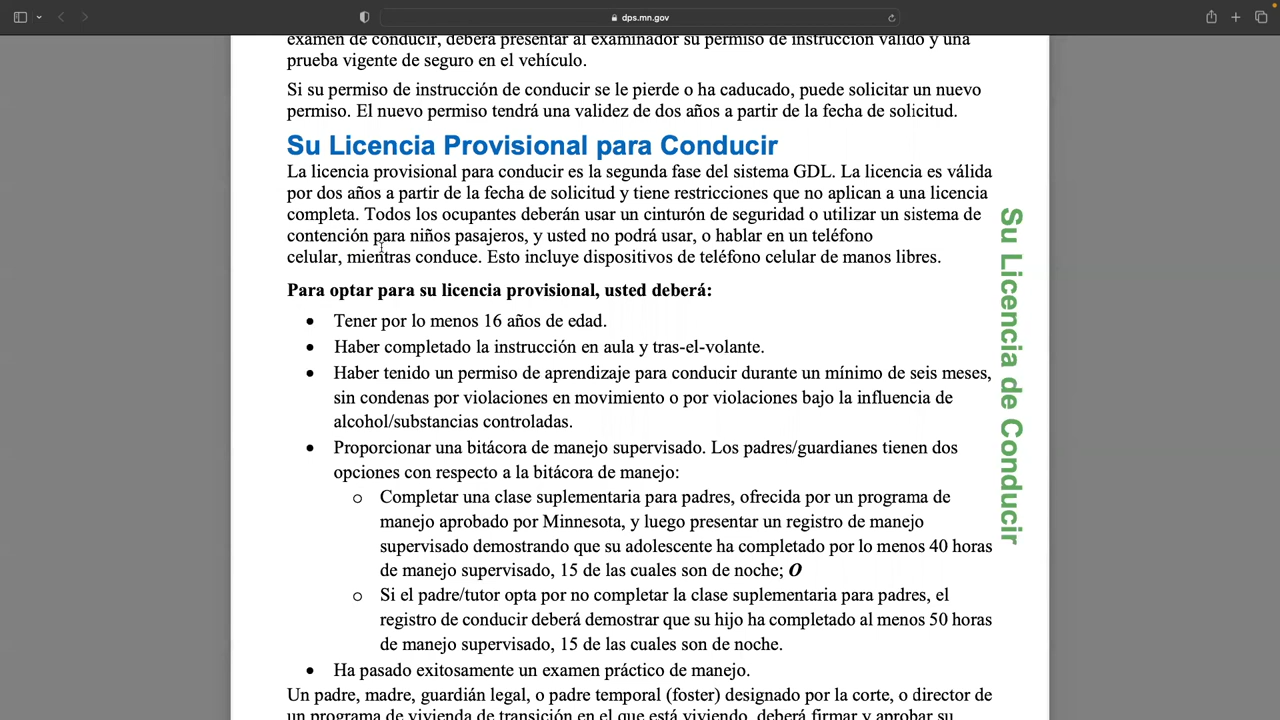 dps.mn.gov
examen de conducir, deberá presentar al examinador su permiso de instrucción válido y una
prueba vigente de seguro en el vehículo.
Si su permiso de instrucción de conducir se le pierde o ha caducado, puede solicitar un nuevo
permiso. El nuevo permiso tendrá una validez de dos años a partir de la fecha de solicitud.
Su Licencia Provisional para Conducir
La licencia provisional para conducir es la segunda fase del sistema GDL. La licencia es válida
por dos años a partir de la fecha de solicitud y tiene restricciones que no aplican a una licencia
completa. Todos los ocupantes deberán usar un cinturón de seguridad o utilizar un sistema de
contención para niños pasajeros, y usted no podrá usar, o hablar en un teléfono
celular, mientras conduce. Esto incluye dispositivos de teléfono celular de manos libres.
Para optar para su licencia provisional, usted deberá:
• Tener por lo menos 16 años de edad.
• Haber completado la instrucción en aula y tras-el-volante.
• Haber tenido un permiso de aprendizaje para conducir durante un mínimo de seis meses,
sin condenas por violaciones en movimiento o por violaciones bajo la influencia de
alcohol/substancias controladas.
• Proporcionar una bitácora de manejo supervisado. Los padres/guardianes tienen dos
opciones con respecto a la bitácora de manejo:
o Completar una clase suplementaria para padres, ofrecida por un programa de
manejo aprobado por Minnesota, y luego presentar un registro de manejo
supervisado demostrando que su adolescente ha completado por lo menos 40 horas
de manejo supervisado, 15 de las cuales son de noche; O
o Si el padre/tutor opta por no completar la clase suplementaria para padres, el
registro de conducir deberá demostrar que su hijo ha completado al menos 50 horas
de manejo supervisado, 15 de las cuales son de noche.
• Ha pasado exitosamente un examen práctico de manejo.
Un padre, madre, guardián legal, o padre temporal (foster) designado por la corte, o director de
un programa de vivienda de transición en el que está viviendo, deberá firmar y aprobar su
Su Licencia de Conducir